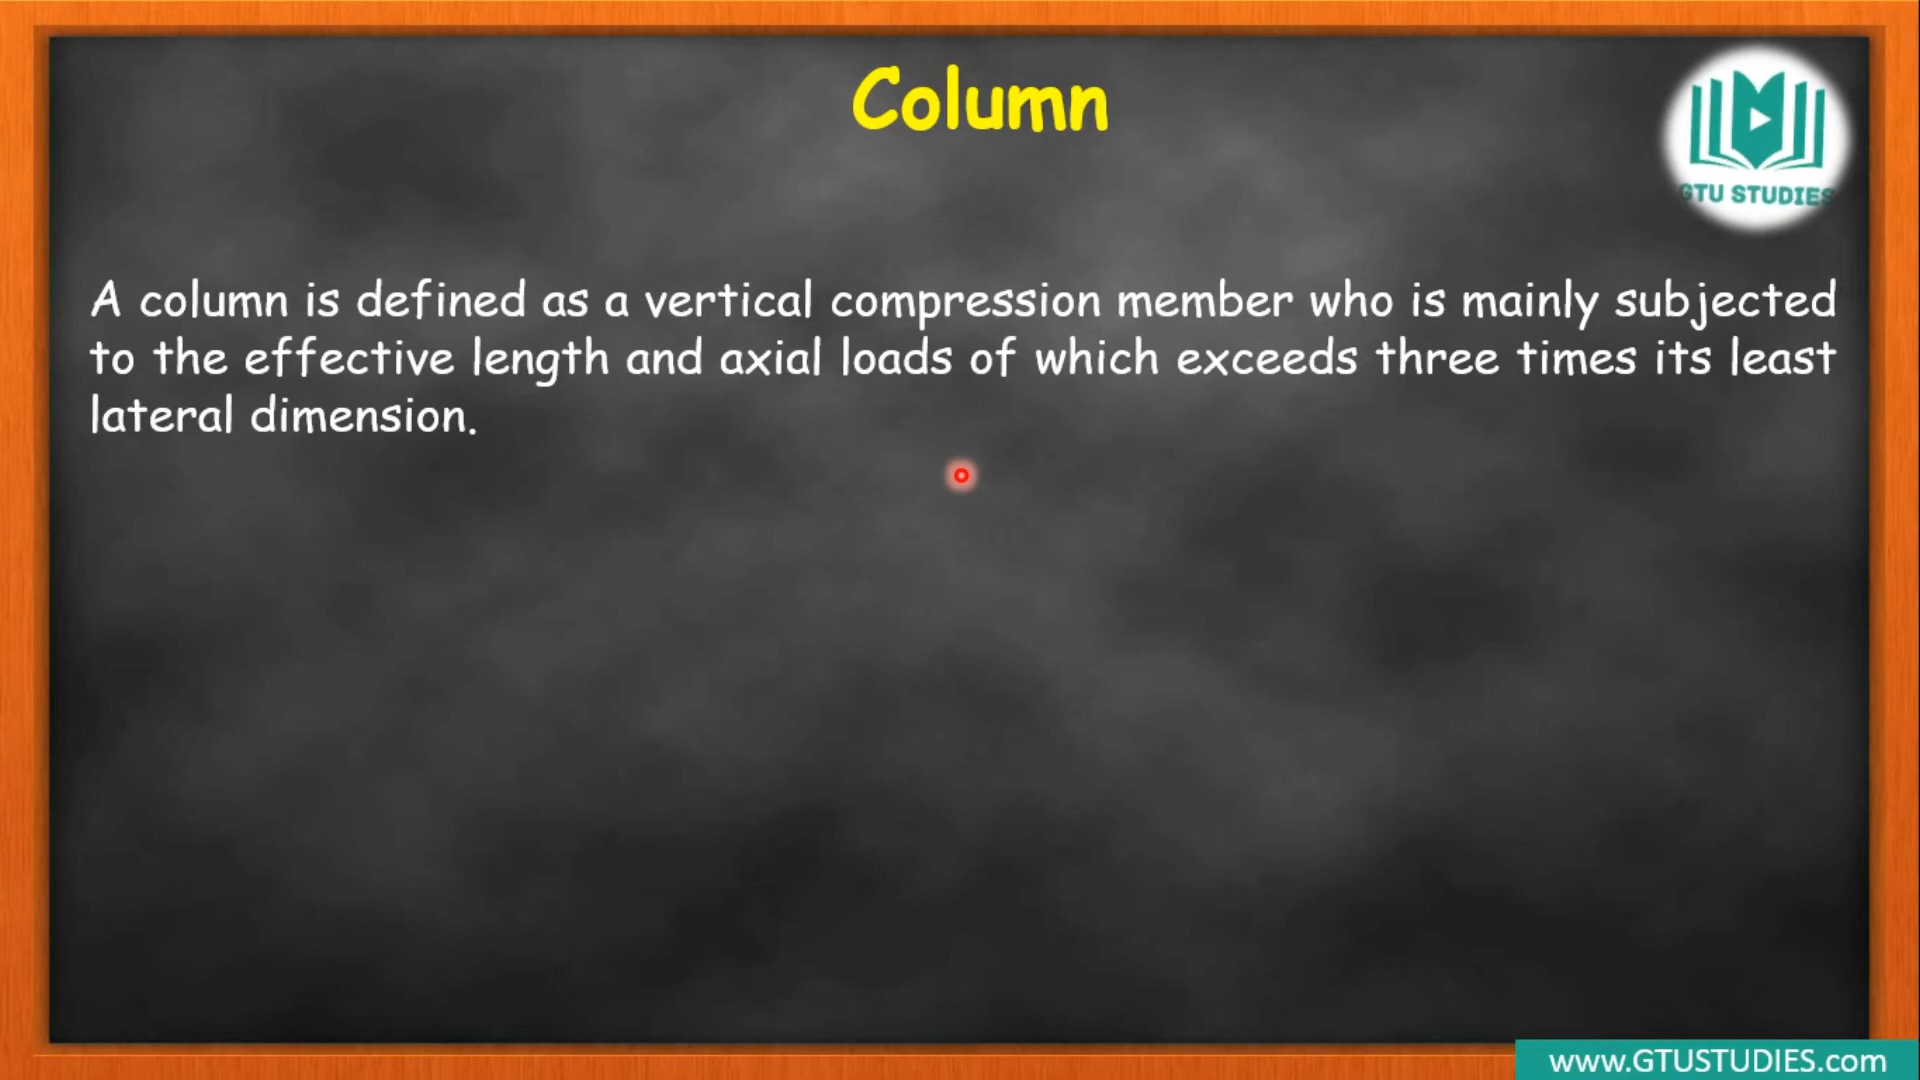 Column
GTU STUDIES
A column is defined as a vertical compression member who is mainly subjected
to the effective length and axial loads of which exceeds three times its least
lateral dimension.
www.GTUSTUDIES.com